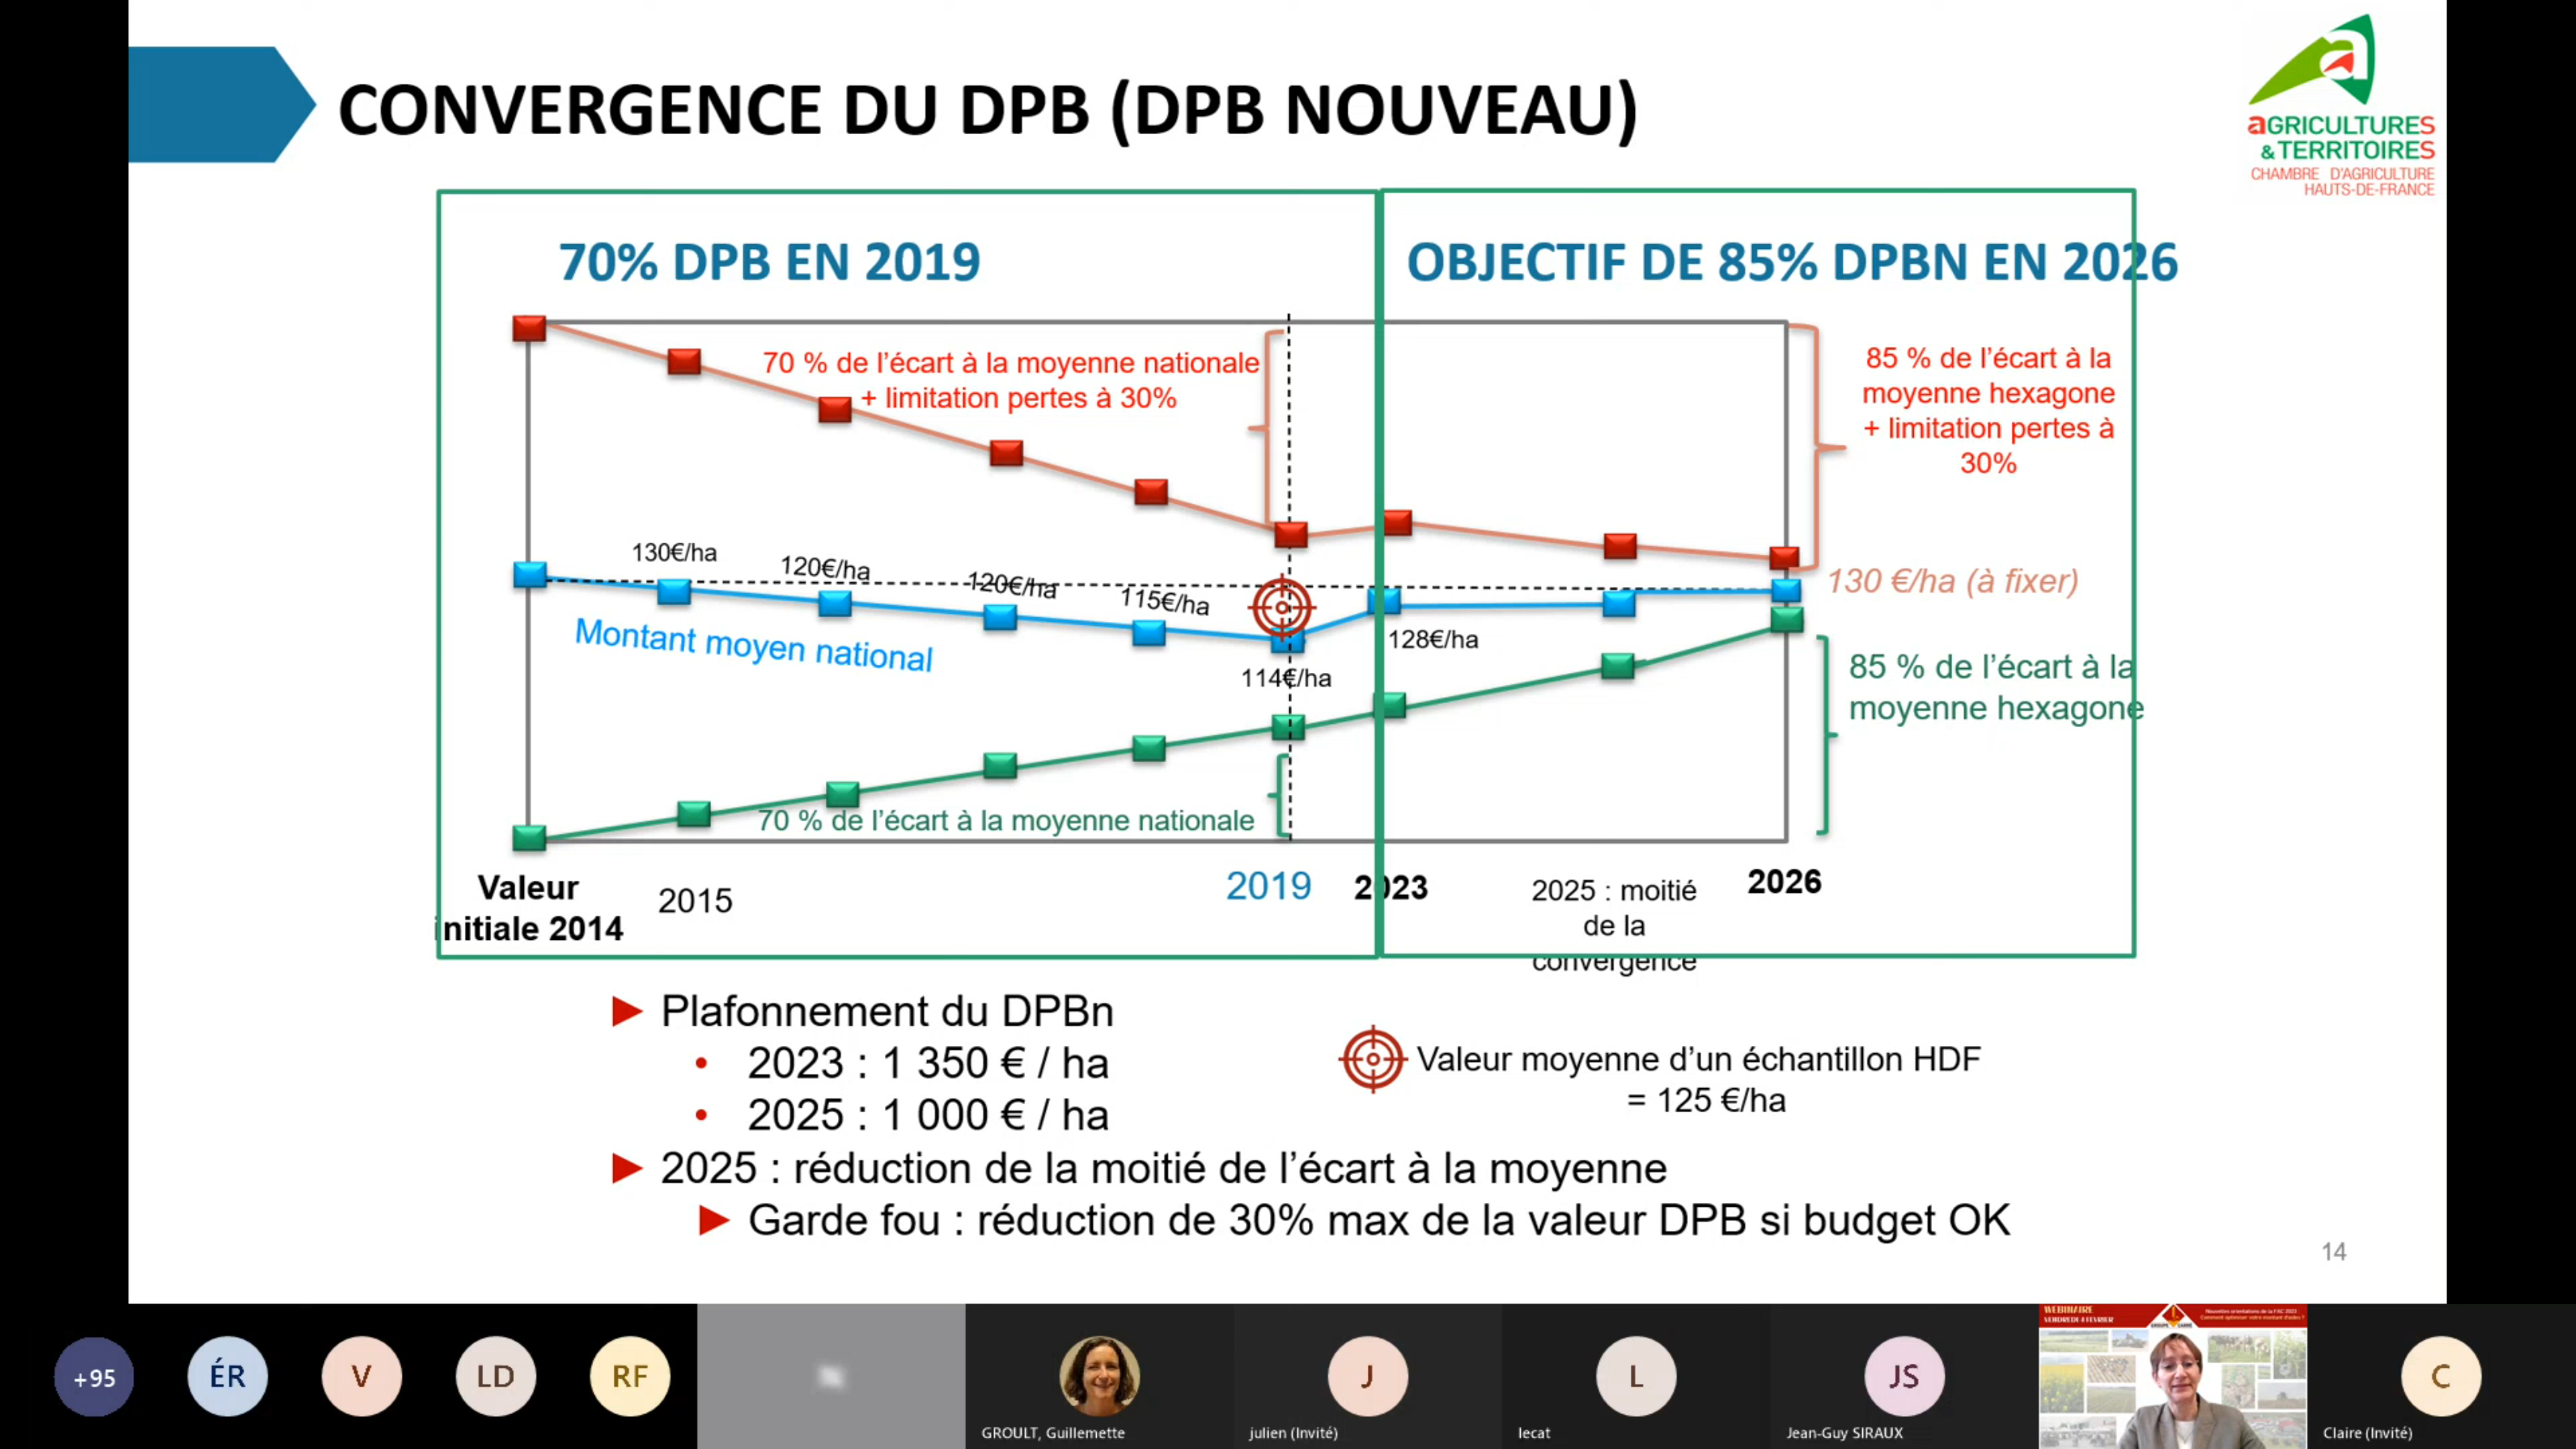 CONVERGENCE DU DPB (DPB NOUVEAU)
aGRICULTURES
& TERRITOIRES
CHAMBRE D'AGRICULTURE
HAUTS-DE-FRANCE
70% DPB EN 2019
OBJECTIF DE 85% DPBN EN 2026
70 % de l'écart à la moyenne nationale
+ limitation pertes à 30%
85 % de l'écart à la
moyenne hexagone
+ limitation pertes à
30%
130€/ha
120€/ha
120€/ha
115€/ha
130 €/ha (à fixer)
Montant moyen national
128€/ha
114€/ha
85 % de l'écart à la
moyenne hexagone
70 % de l'écart à la moyenne nationale
Valeur
initiale 2014
2015
2019
2023
2025 : moitié
de la
convergence
2026
► Plafonnement du DPBn
• 2023 : 1 350 € / ha
• 2025 : 1 000 € / ha
Valeur moyenne d'un échantillon HDF
= 125 €/ha
► 2025 : réduction de la moitié de l'écart à la moyenne
► Garde fou : réduction de 30% max de la valeur DPB si budget OK
14
+95
ÉR
V
LD
RF
GROULT, Guillemette
J
julien (Invité)
L
lecat
JS
Jean-Guy SIRAUX
WEBINAIRE
VENDREDI 4 FEVRIER
C
Claire (Invité)